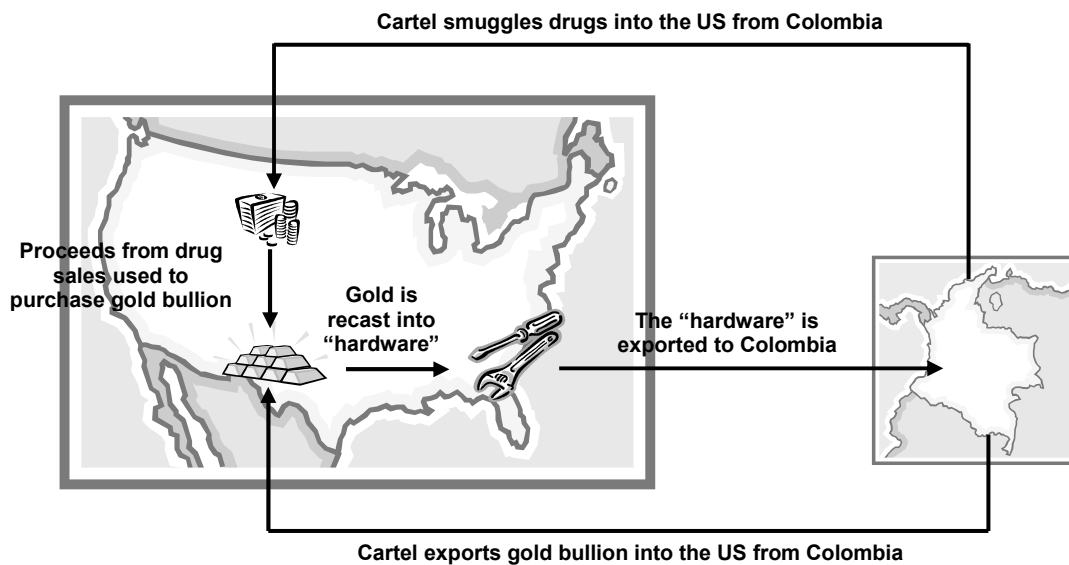 Cartel smuggles drugs into the US from Colombia
Proceeds from drug
sales used to
purchase gold bullion
Gold is
recast into
“hardware”
The “hardware” is
exported to Colombia
Cartel exports gold bullion into the US from Colombia